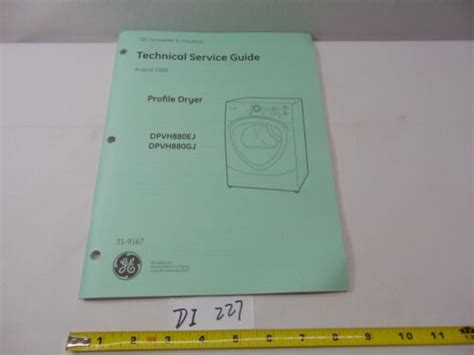 GE Consumer & Industrial
Technical Service Guide
August 2008
Profile Dryer
DPVH880EJ
DPVH880GJ
31-9167
GE
DI 227
1 2 3 4 5 6 7 8 9 10 11